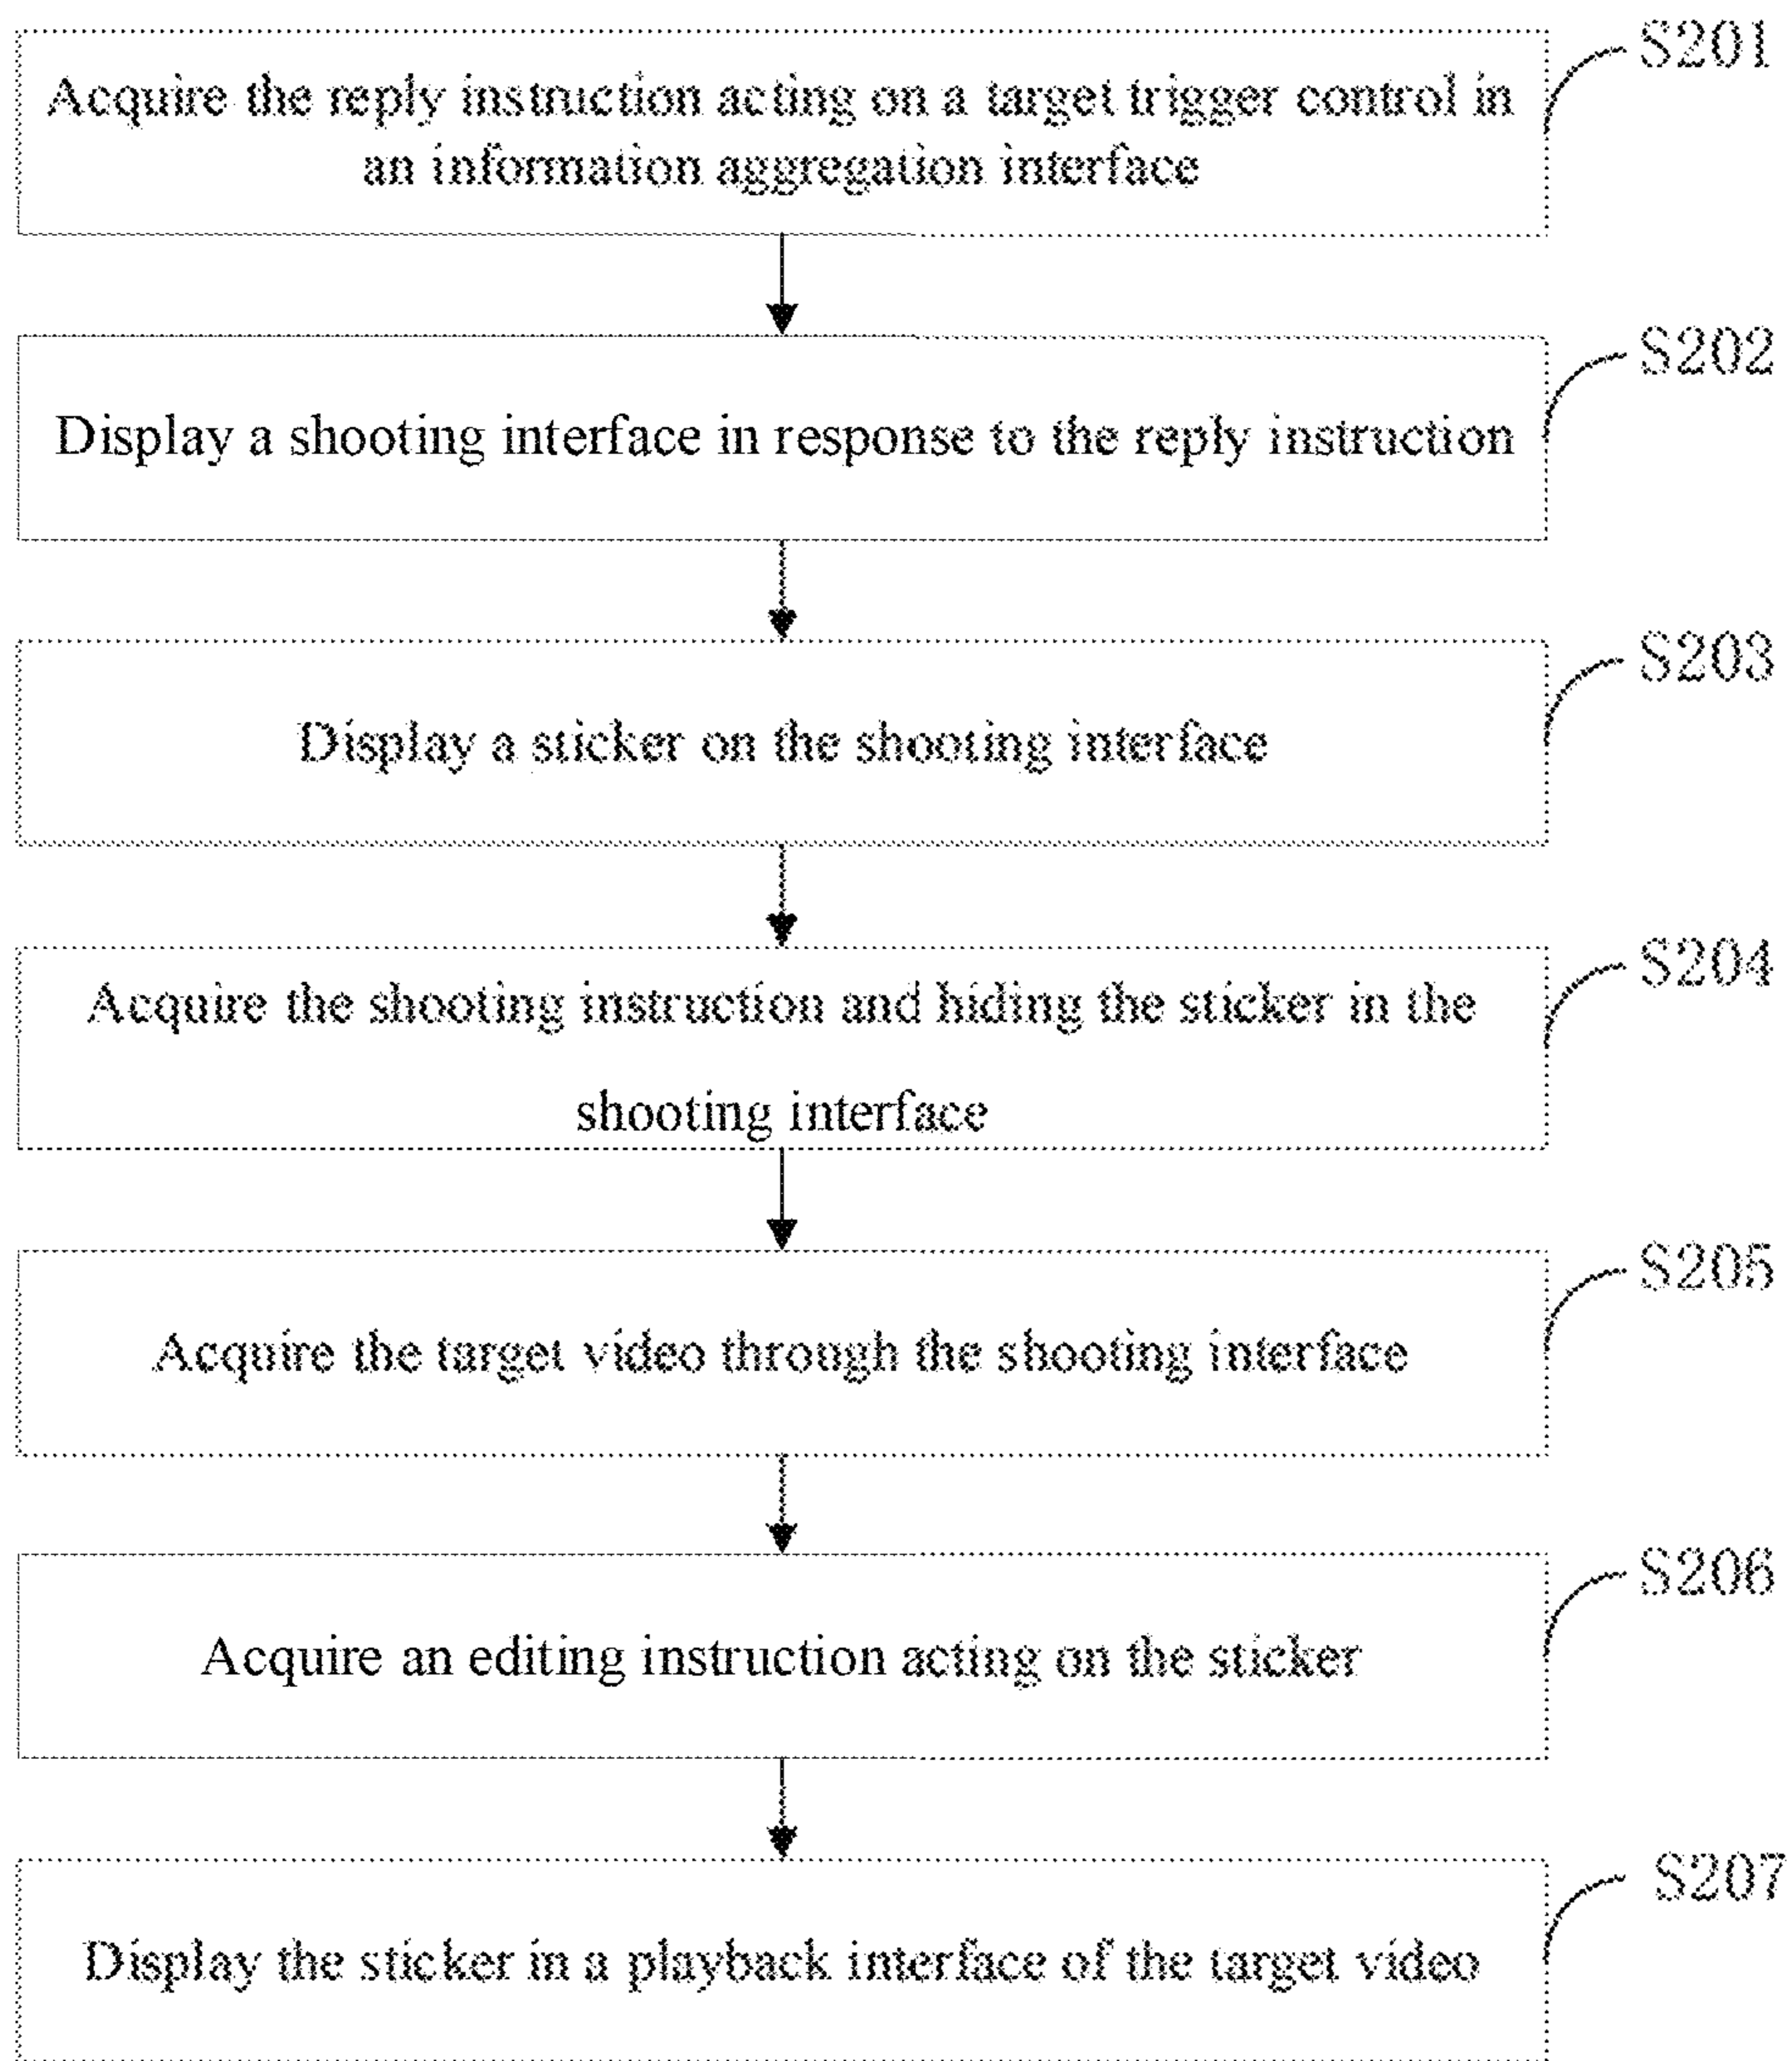 S201
Acquire the reply instruction acting on a target trigger control in
an information aggregation interface
S202
Display a shooting interface in response to the reply instruction
S203
Display a sticker on the shooting interface
S204
Acquire the shooting instruction and hiding the sticker in the
shooting interface
S205
Acquire the target video through the shooting interface
S206
Acquire an editing instruction acting on the sticker
S207
Display the sticker in a playback interface of the target video